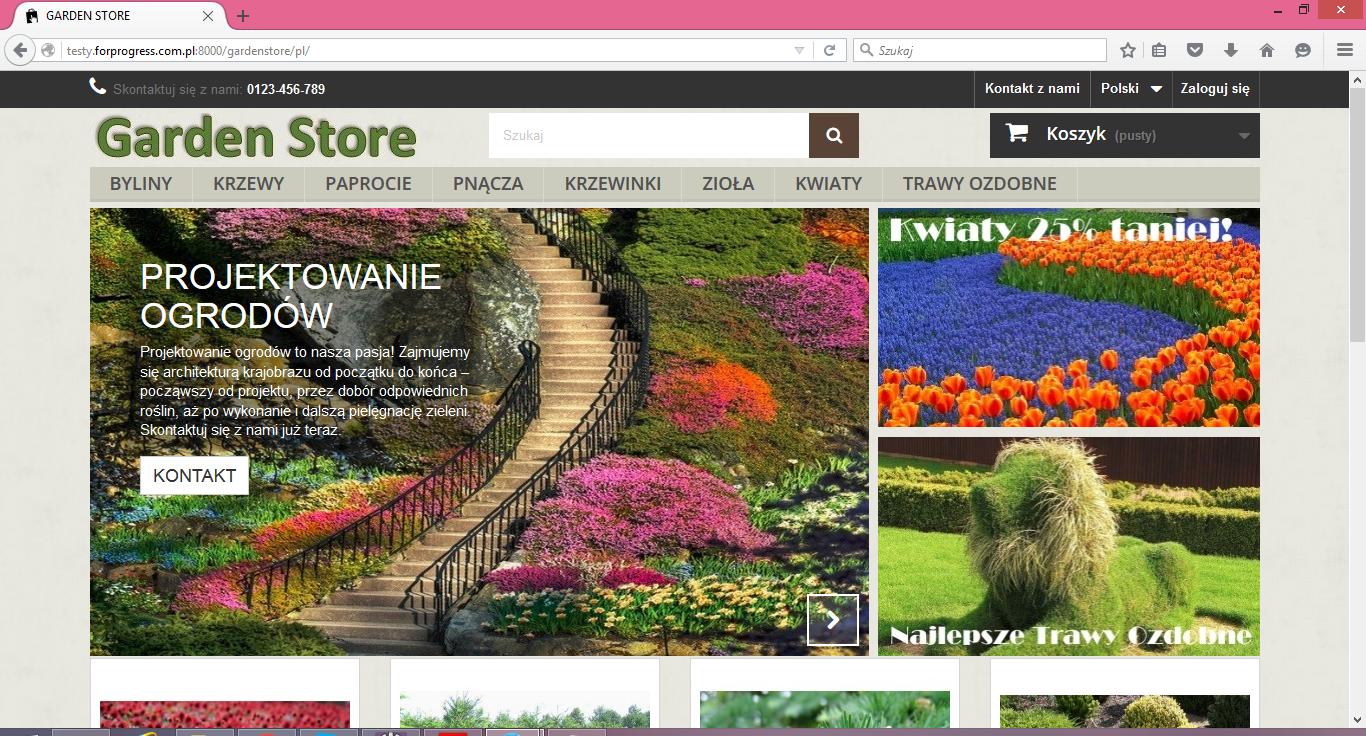 GARDEN STORE
testy.forprogress.com.pl:8000/gardenstore/pl/
Szukaj
Skontaktuj się z nami: 0123-456-789
Kontakt z nami
Polski
Zaloguj się
Garden Store
Szukaj
Koszyk (pusty)
BYLINY
KRZEWY
PAPROCIE
PNĄCZA
KRZEWINKI
ZIOŁA
KWIATY
TRAWY OZDOBNE
PROJEKTOWANIE
OGRODÓW
Projektowanie ogrodów to nasza pasja! Zajmujemy
się architekturą krajobrazu od początku do końca –
począwszy od projektu, przez dobór odpowiednich
roślin, aż po wykonanie i dalszą pielęgnację zieleni.
Skontaktuj się z nami już teraz.
KONTAKT
Kwiaty 25% taniej!
Najlepsze Trawy Ozdobne